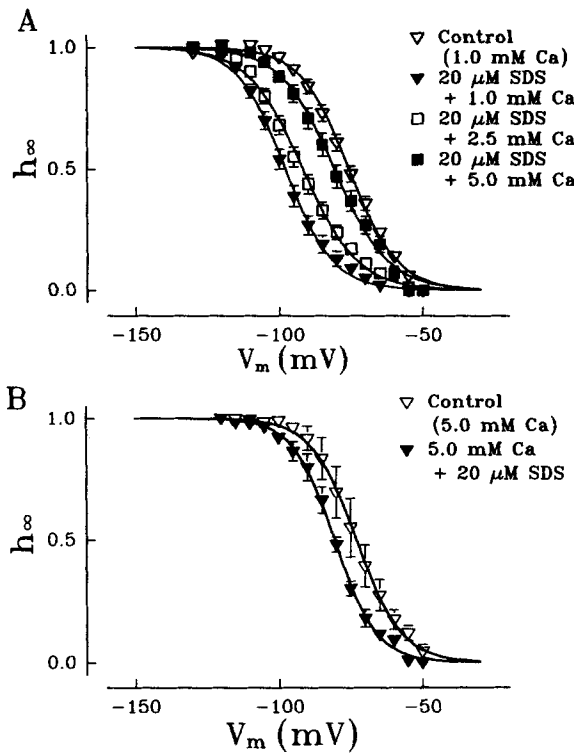 A
1.0
0.5
0.0
h∞
Control
(1.0 mM Ca)
20 μM SDS
+ 1.0 mM Ca
20 μM SDS
+ 2.5 mM Ca
20 μM SDS
+ 5.0 mM Ca
−150
−100
−50
Vm (mV)
B
1.0
0.5
0.0
h∞
Control
(5.0 mM Ca)
5.0 mM Ca
+ 20 μM SDS
−150
−100
−50
Vm (mV)